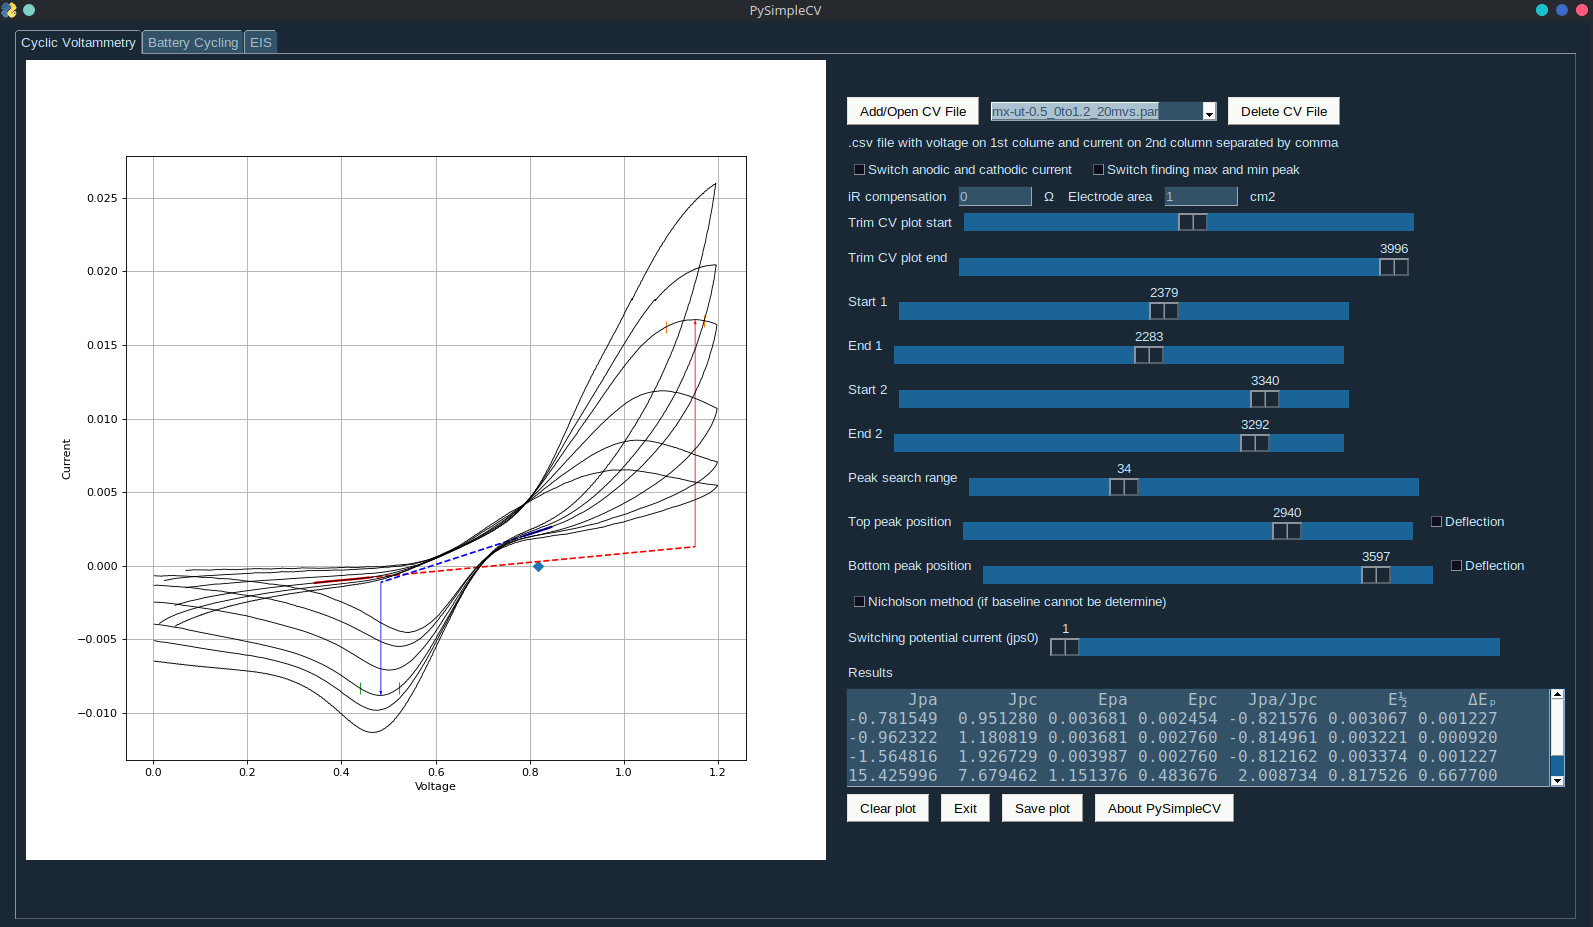 PySimpleCV
Cyclic Voltammetry Battery Cycling EIS
Add/Open CV File mx-ut-0.5_0to1.2_20mvs.par Delete CV File
.csv file with voltage on 1st colume and current on 2nd column separated by comma
Switch anodic and cathodic current Switch finding max and min peak
iR compensation 0 Ω Electrode area 1 cm2
Trim CV plot start
3996
Trim CV plot end
2379
Start 1
2283
End 1
3340
Start 2
3292
End 2
34
Peak search range
2940
Top peak position Deflection
3597
Bottom peak position Deflection
Nicholson method (if baseline cannot be determine)
1
Switching potential current (jps0)
Results
Jpa Jpc Epa Epc Jpa/Jpc E½ ΔEₚ
-0.781549 0.951280 0.003681 0.002454 -0.821576 0.003067 0.001227
-0.962322 1.180819 0.003681 0.002760 -0.814961 0.003221 0.000920
-1.564816 1.926729 0.003987 0.002760 -0.812162 0.003374 0.001227
15.425996 7.679462 1.151376 0.483676 2.008734 0.817526 0.667700
Clear plot Exit Save plot About PySimpleCV
0.025
0.020
0.015
0.010
0.005
0.000
−0.005
−0.010
Current
0.0 0.2 0.4 0.6 0.8 1.0 1.2
Voltage